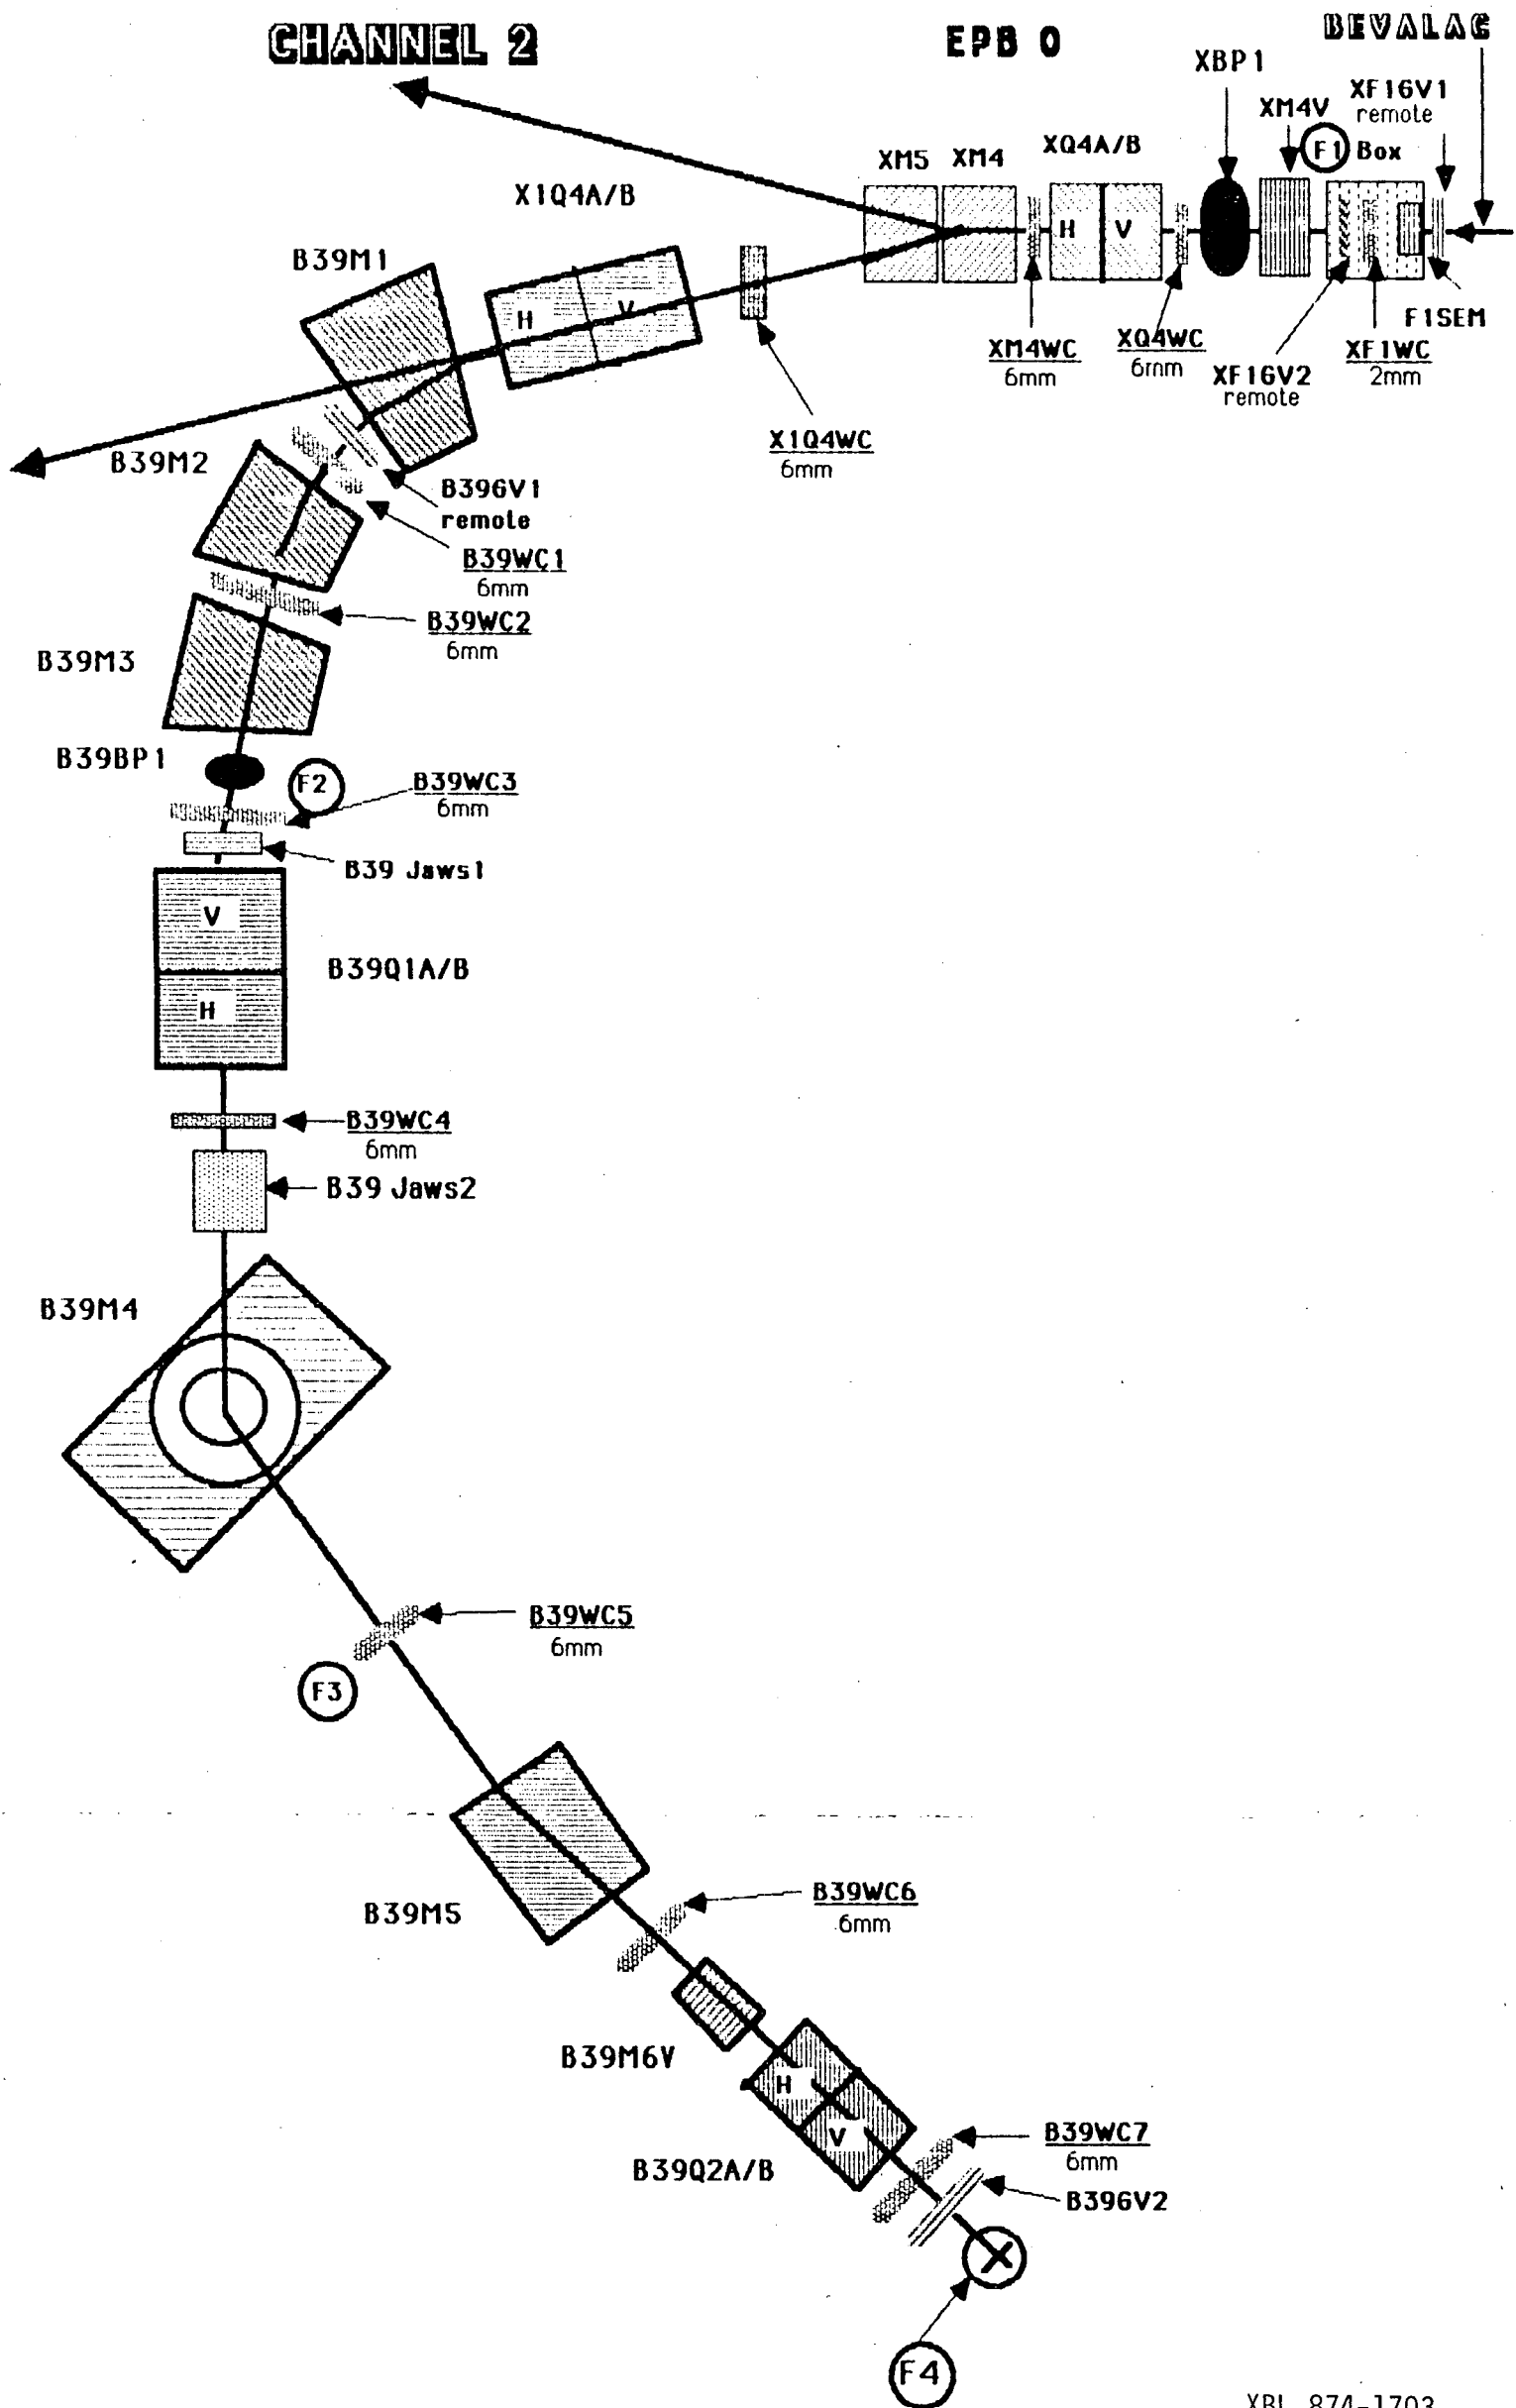 CHANNEL 2
EPB 0
BEVALAC
XBP1
XF16V1
remote
XM4V
F1 Box
XQ4A/B
XM5 XM4
X1Q4A/B
H V
B39M1
H V
XM4WC
6mm
XQ4WC
6mm
XF16V2
remote
XF1WC
2mm
F1SEM
X1Q4WC
6mm
B39M2
B396V1
remote
B39WC1
6mm
B39WC2
6mm
B39M3
B39BP1
F2
B39WC3
6mm
B39 Jaws1
V
B39Q1A/B
H
B39WC4
6mm
B39 Jaws2
B39M4
B39WC5
6mm
F3
B39M5
B39WC6
6mm
B39M6V
H
V
B39Q2A/B
B39WC7
6mm
B396V2
F4
XBL 874-1703